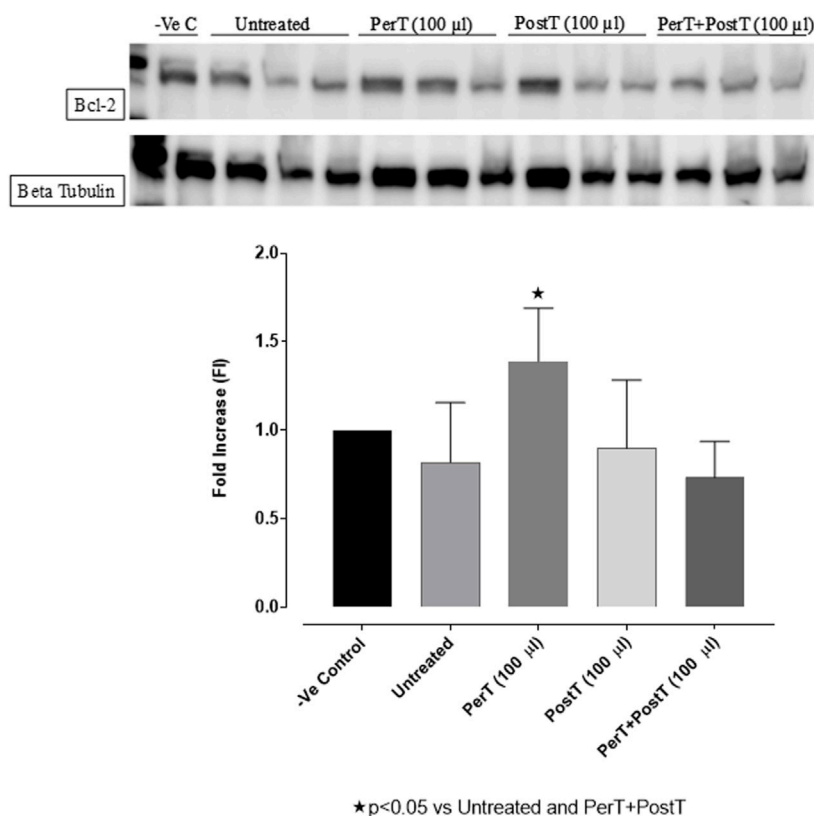 -Ve C Untreated PerT (100 µl) PostT (100 µl) PerT+PostT (100 µl)
Bcl-2
Beta Tubulin
2.0
1.5
1.0
0.5
0.0
Fold Increase (FI)
★
-Ve Control
Untreated
PerT (100 µl)
PostT (100 µl)
PerT+PostT (100 µl)
★p<0.05 vs Untreated and PerT+PostT